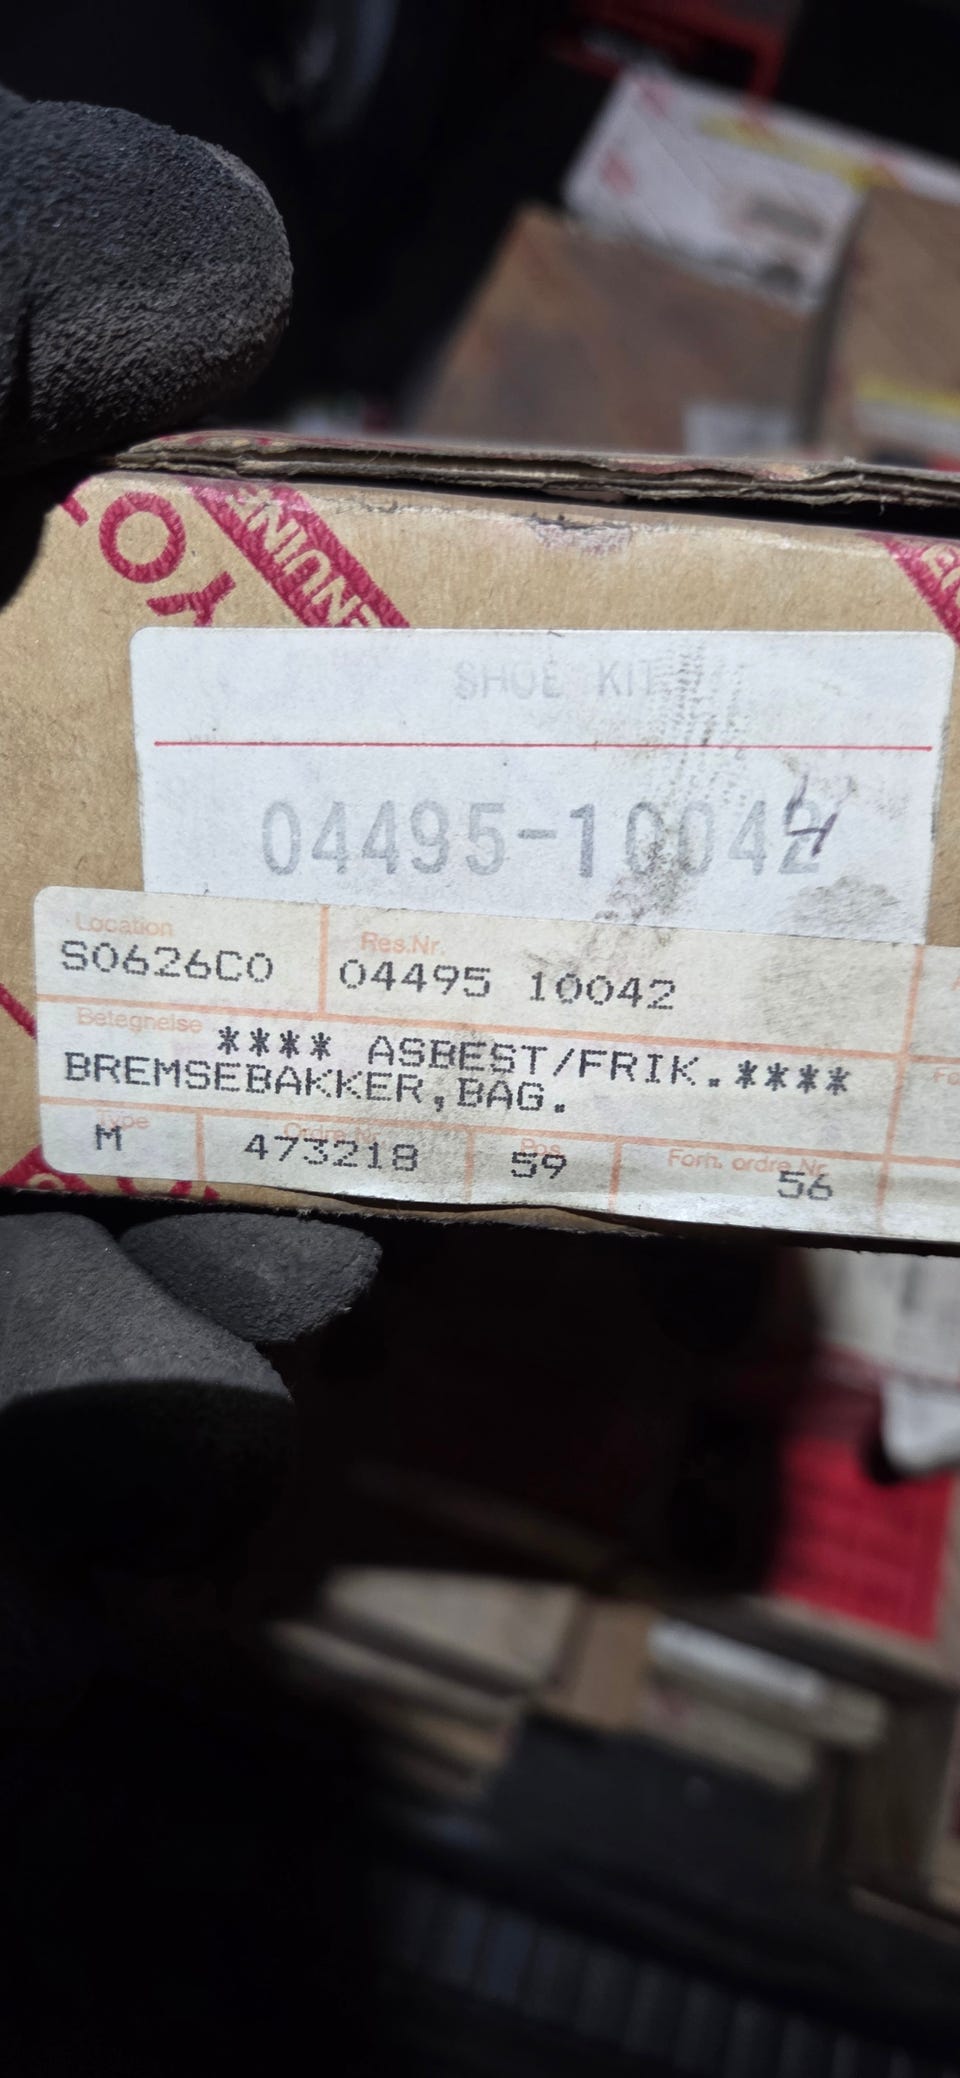 SHOE KIT
04495-10042
Location
S0626C0
Res.Nr.
04495 10042
Betegnelse
**** ASBEST/FRIK.****
BREMSEBAKKER,BAG.
Type
M
473218
Pos
59
Forh. ordre Nr.
56